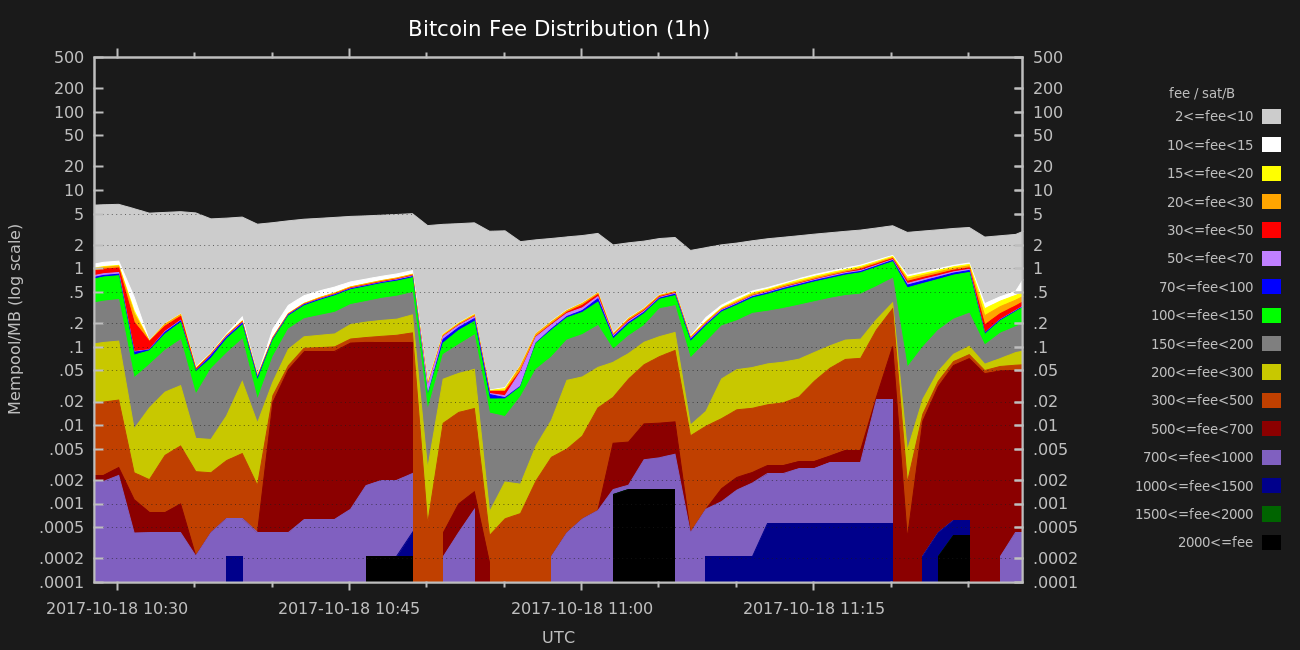 Bitcoin Fee Distribution (1h)
500 500
200 200
100 100
50 50
20 20
10 10
5 5
2 2
1 1
.5 .5
.2 .2
.1 .1
.05 .05
.02 .02
.01 .01
.005 .005
.002 .002
.001 .001
.0005 .0005
.0002 .0002
.0001 .0001
Mempool/MB (log scale)
2017-10-18 10:30 2017-10-18 10:45 2017-10-18 11:00 2017-10-18 11:15
UTC
fee / sat/B
2<=fee<10
10<=fee<15
15<=fee<20
20<=fee<30
30<=fee<50
50<=fee<70
70<=fee<100
100<=fee<150
150<=fee<200
200<=fee<300
300<=fee<500
500<=fee<700
700<=fee<1000
1000<=fee<1500
1500<=fee<2000
2000<=fee